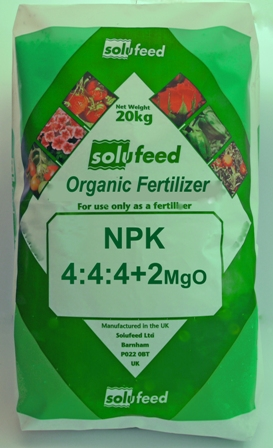 solufeed
Net Weight
20kg
solufeed
Organic Fertilizer
For use only as a fertiliser
NPK
4:4:4+2MgO
Manufactured in the UK
Solufeed Ltd
Barnham
PO22 0BT
UK
solufeed